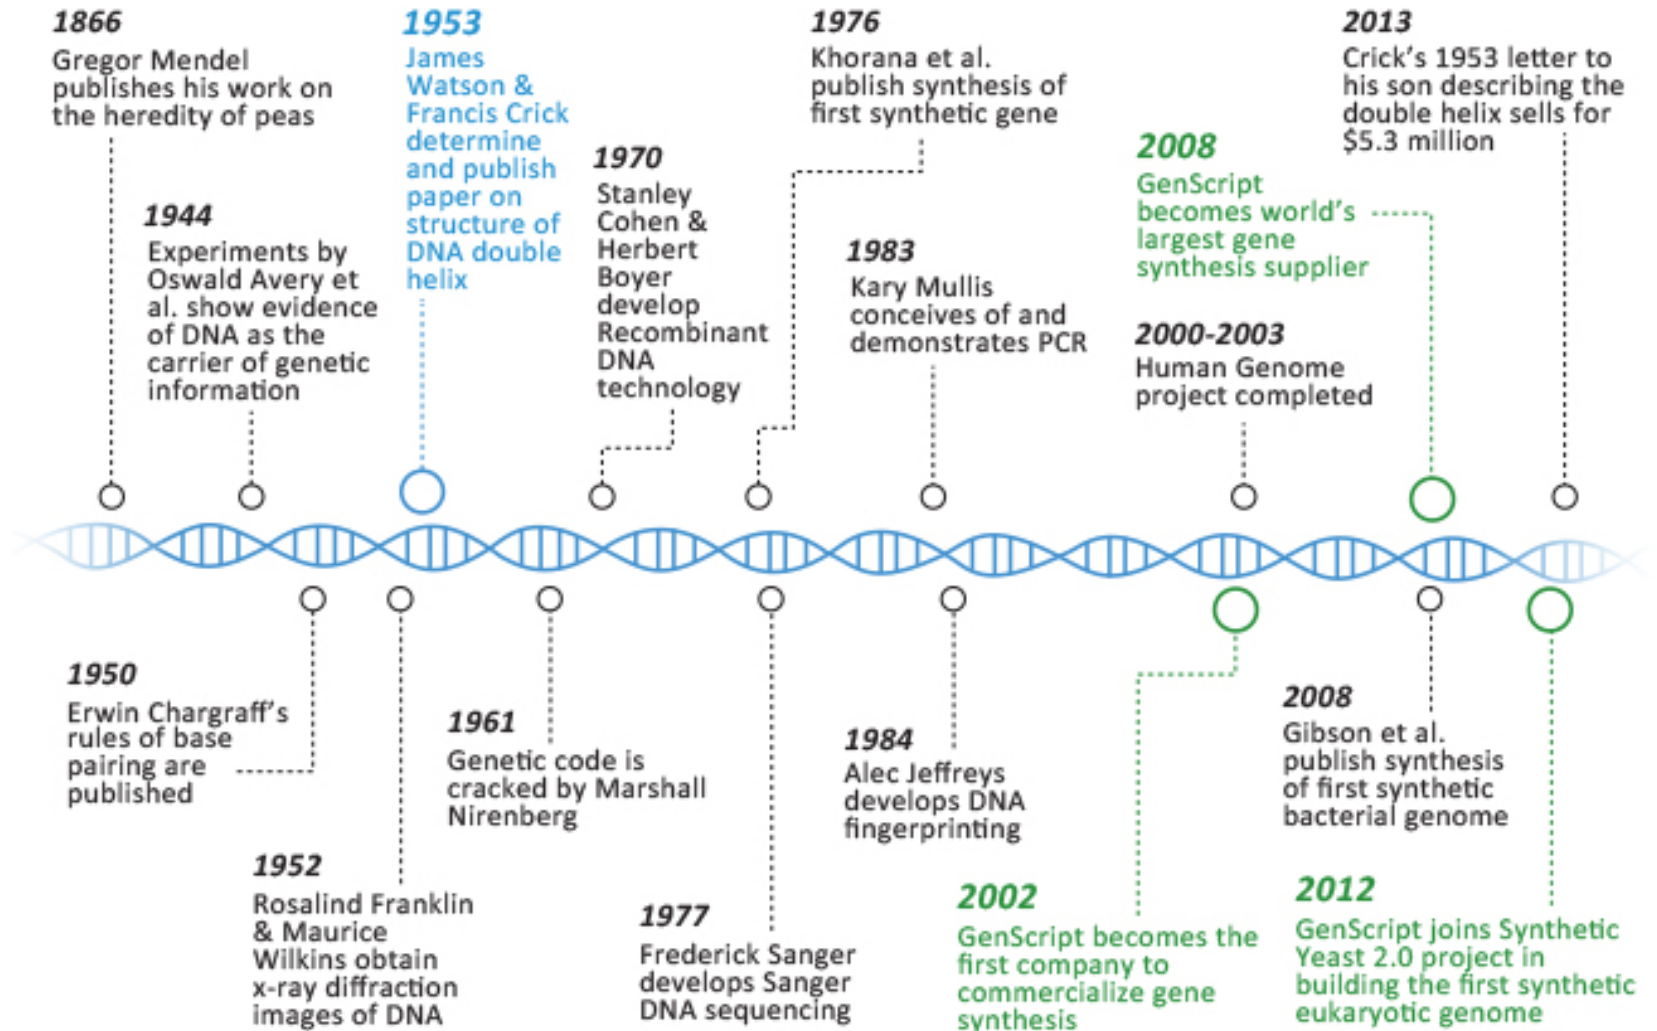 1866
Gregor Mendel
publishes his work on
the heredity of peas
1944
Experiments by
Oswald Avery et
al. show evidence
of DNA as the
carrier of genetic
information
1953
James
Watson &
Francis Crick
determine
and publish
paper on
structure of
DNA double
helix
1970
Stanley
Cohen &
Herbert
Boyer
develop
Recombinant
DNA
technology
1976
Khorana et al.
publish synthesis of
first synthetic gene
1983
Kary Mullis
conceives of and
demonstrates PCR
2008
GenScript
becomes world's
largest gene
synthesis supplier
2000-2003
Human Genome
project completed
2013
Crick's 1953 letter to
his son describing the
double helix sells for
$5.3 million
1950
Erwin Chargraff's
rules of base
pairing are
published
1952
Rosalind Franklin
& Maurice
Wilkins obtain
x-ray diffraction
images of DNA
1961
Genetic code is
cracked by Marshall
Nirenberg
1977
Frederick Sanger
develops Sanger
DNA sequencing
1984
Alec Jeffreys
develops DNA
fingerprinting
2002
GenScript becomes the
first company to
commercialize gene
synthesis
2008
Gibson et al.
publish synthesis
of first synthetic
bacterial genome
2012
GenScript joins Synthetic
Yeast 2.0 project in
building the first synthetic
eukaryotic genome